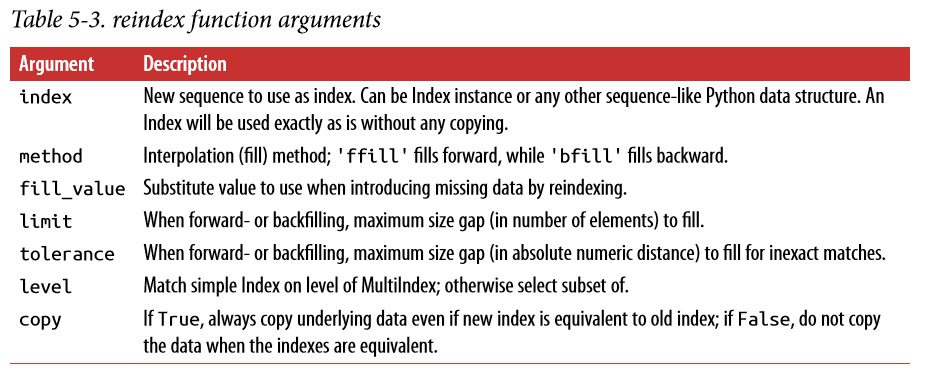 Table 5-3. reindex function arguments
Argument Description
index New sequence to use as index. Can be Index instance or any other sequence-like Python data structure. An
Index will be used exactly as is without any copying.
method Interpolation (fill) method; 'ffill' fills forward, while 'bfill' fills backward.
fill_value Substitute value to use when introducing missing data by reindexing.
limit When forward- or backfilling, maximum size gap (in number of elements) to fill.
tolerance When forward- or backfilling, maximum size gap (in absolute numeric distance) to fill for inexact matches.
level Match simple Index on level of MultiIndex; otherwise select subset of.
copy If True, always copy underlying data even if new index is equivalent to old index; if False, do not copy
the data when the indexes are equivalent.